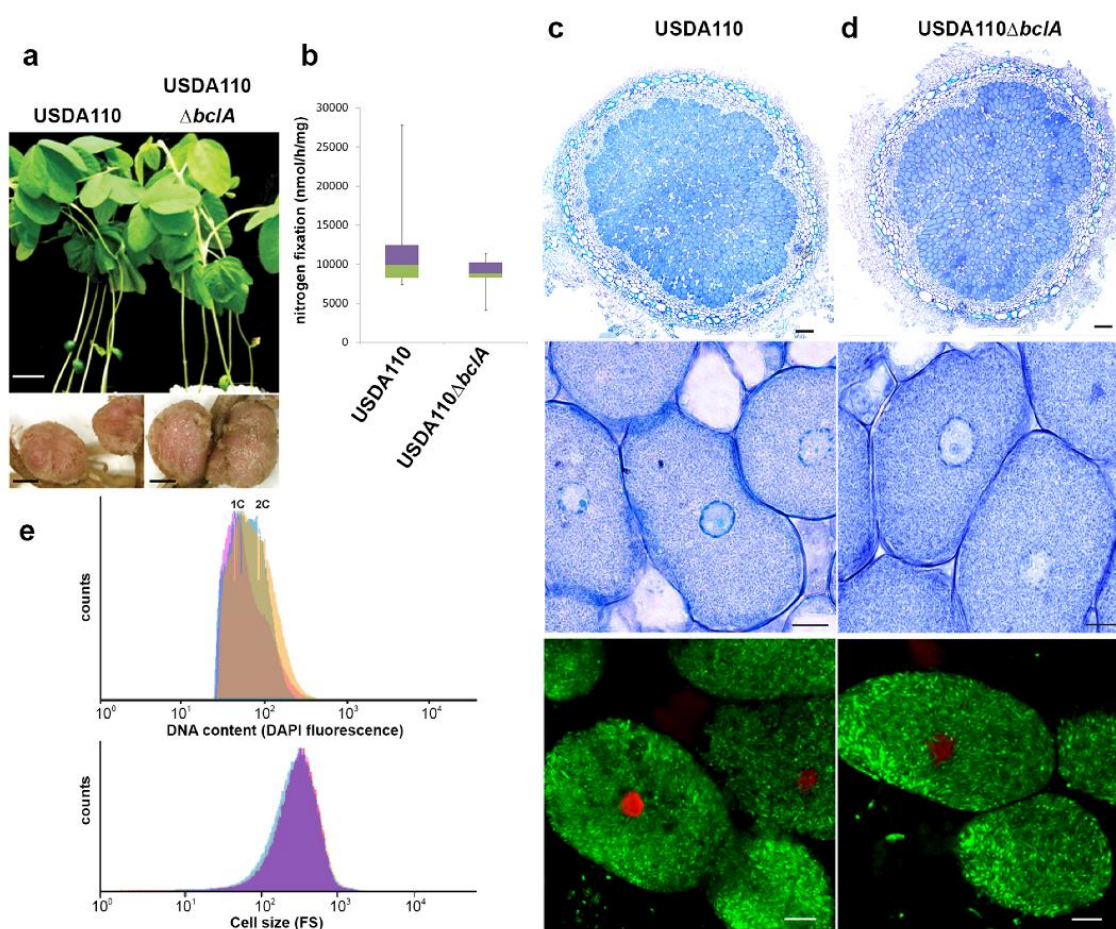 a
USDA110
USDA110
ΔbclA
b
nitrogen fixation (nmol/h/mg)
30000
25000
20000
15000
10000
5000
0
USDA110
USDA110ΔbclA
c
USDA110
d
USDA110ΔbclA
e
1C 2C
counts
10⁰ 10¹ 10² 10³ 10⁴
DNA content (DAPI fluorescence)
counts
10⁰ 10¹ 10² 10³ 10⁴
Cell size (FS)